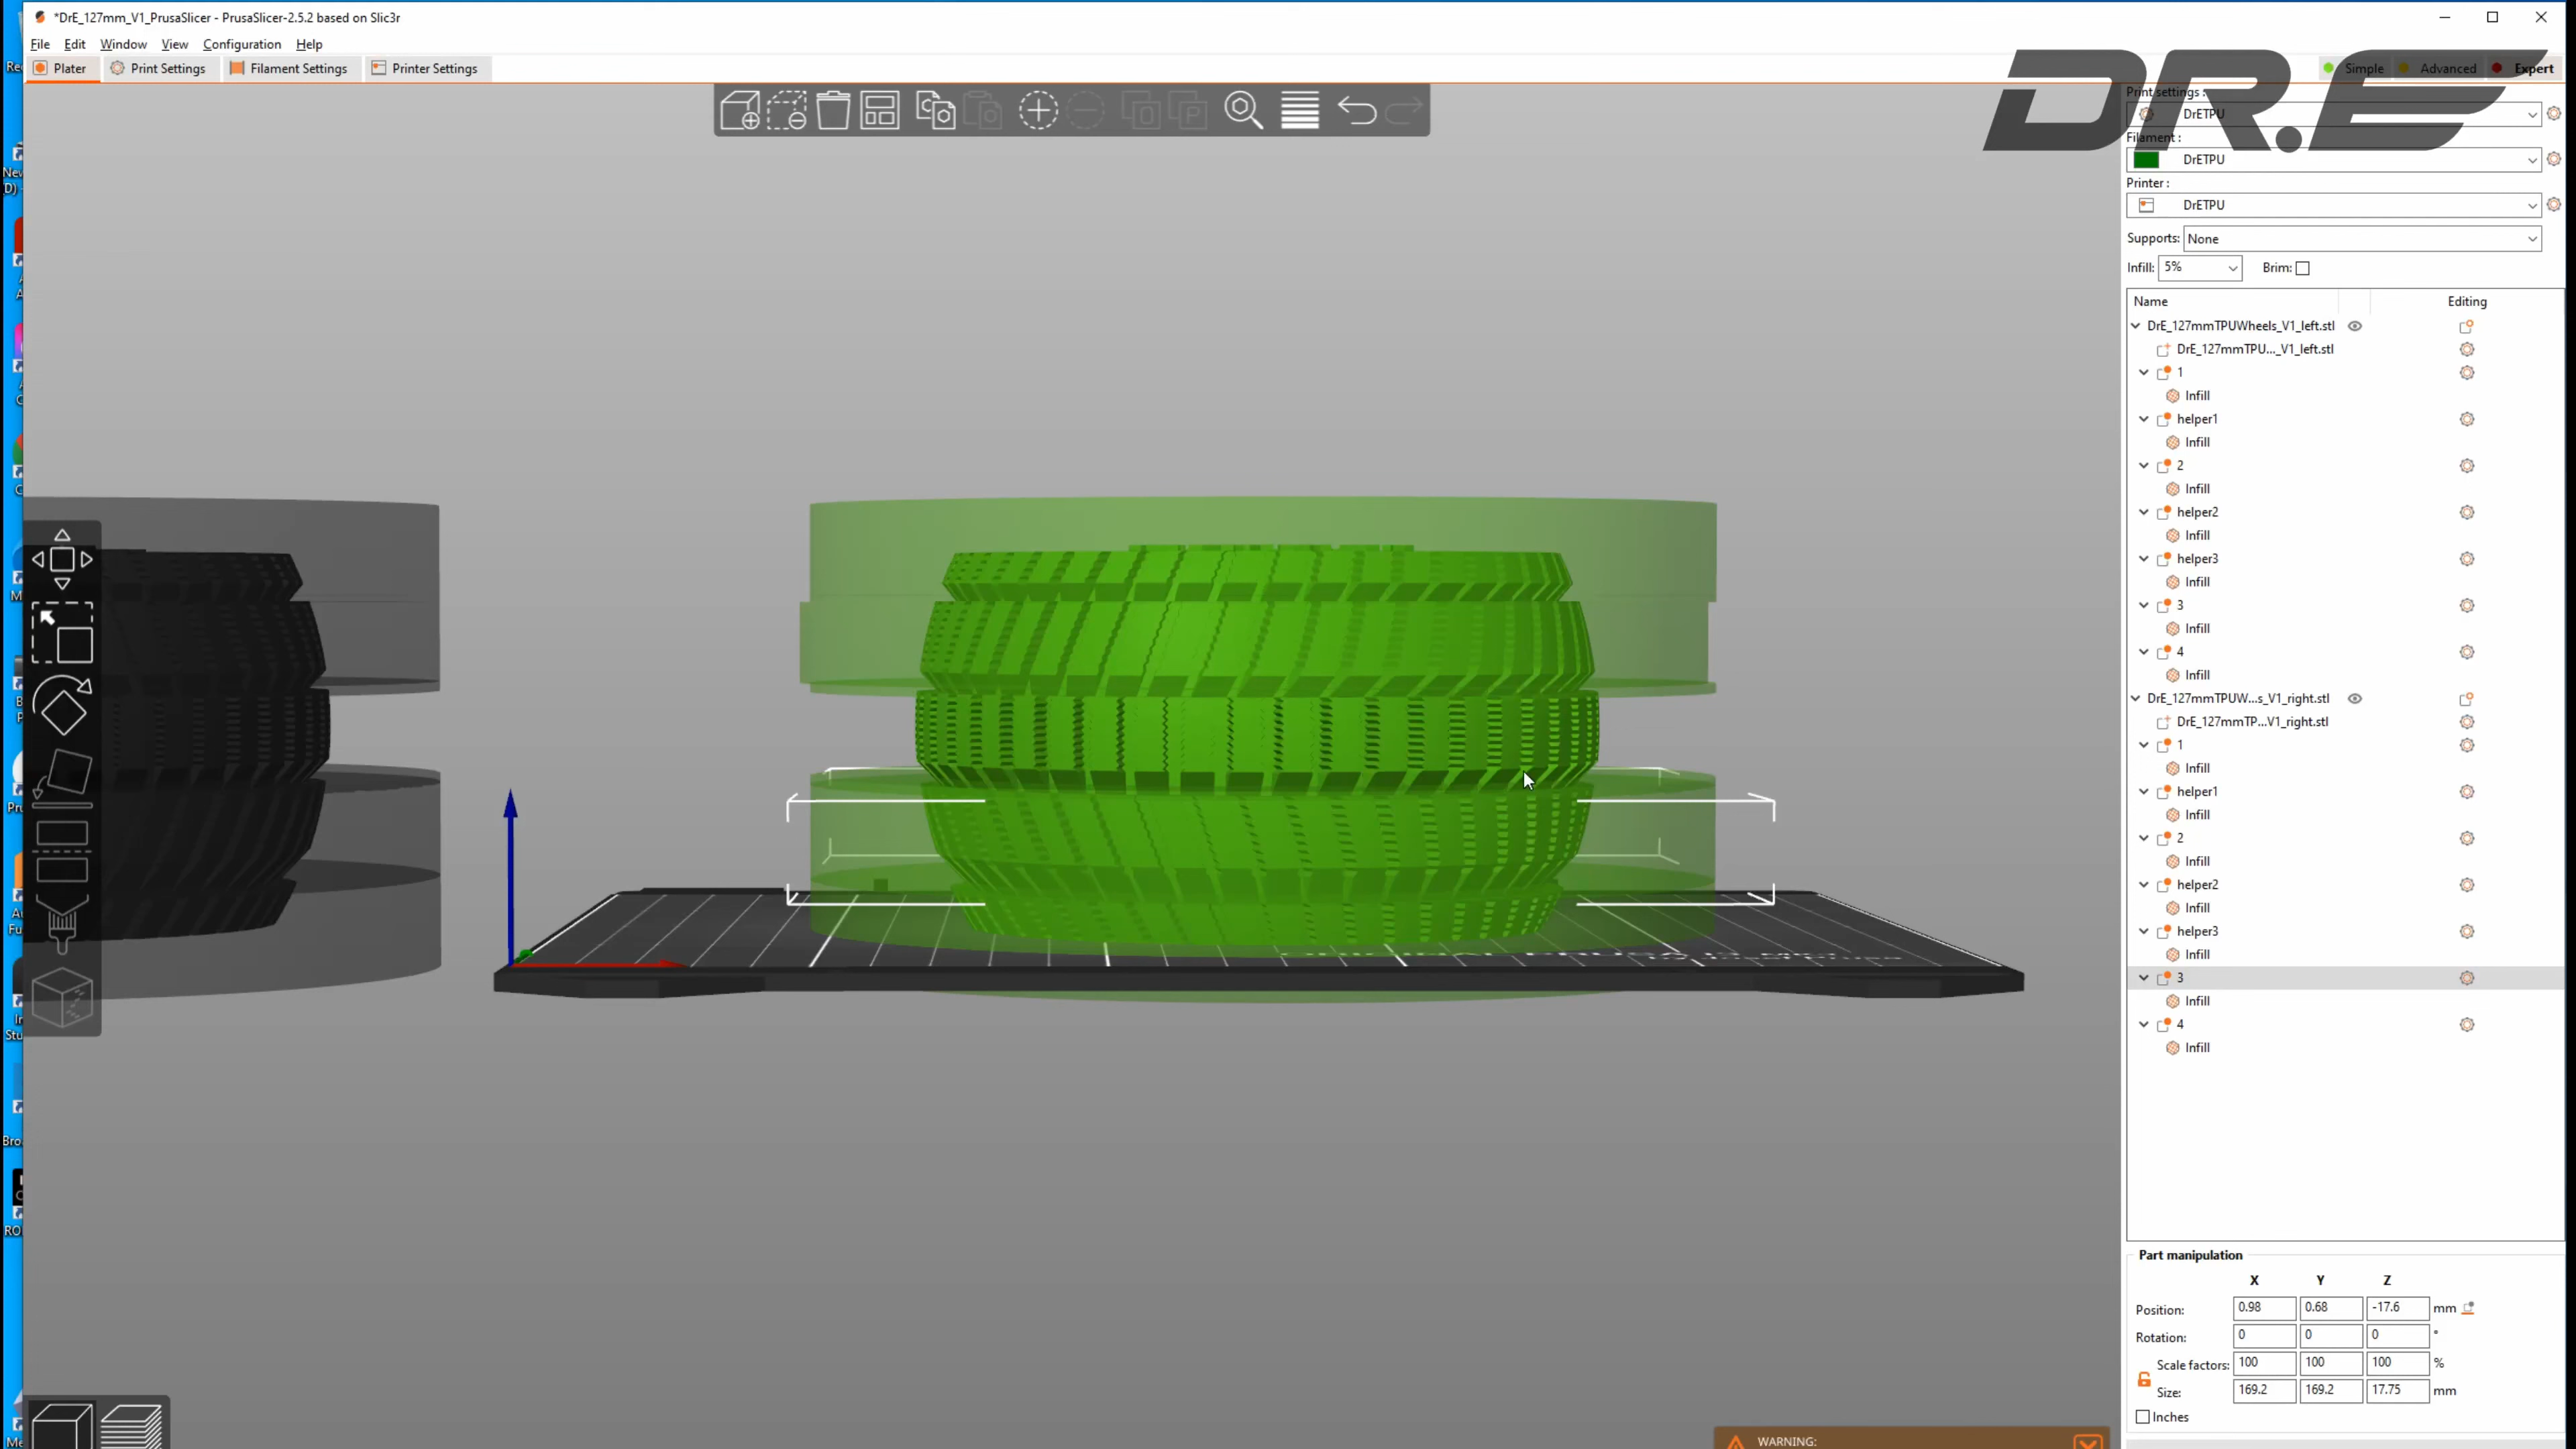 *DrE_127mm_V1_PrusaSlicer - PrusaSlicer-2.5.2 based on Slic3r
File Edit Window View Configuration Help
Plater Print Settings Filament Settings Printer Settings
Simple Advanced Expert
DR.E
Print settings :
DrETPU
Filament :
DrETPU
Printer :
DrETPU
Supports: None
Infill: 5% Brim:
Name Editing
DrE_127mmTPUWheels_V1_left.stl
DrE_127mmTPU..._V1_left.stl
1
Infill
helper1
Infill
2
Infill
helper2
Infill
helper3
Infill
3
Infill
4
Infill
DrE_127mmTPUW...s_V1_right.stl
DrE_127mmTP...V1_right.stl
1
Infill
helper1
Infill
2
Infill
helper2
Infill
helper3
Infill
3
Infill
4
Infill
Part manipulation
X Y Z
Position: 0.98 0.68 -17.6 mm
Rotation: 0 0 0 °
Scale factors: 100 100 100 %
Size: 169.2 169.2 17.75 mm
Inches
WARNING: